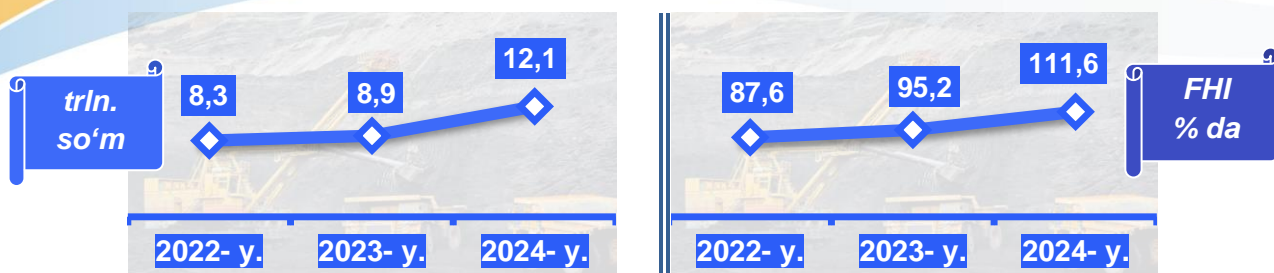 trln.
so‘m
8,3
8,9
12,1
2022- y.
2023- y.
2024- y.
87,6
95,2
111,6
2022- y.
2023- y.
2024- y.
FHI
% da